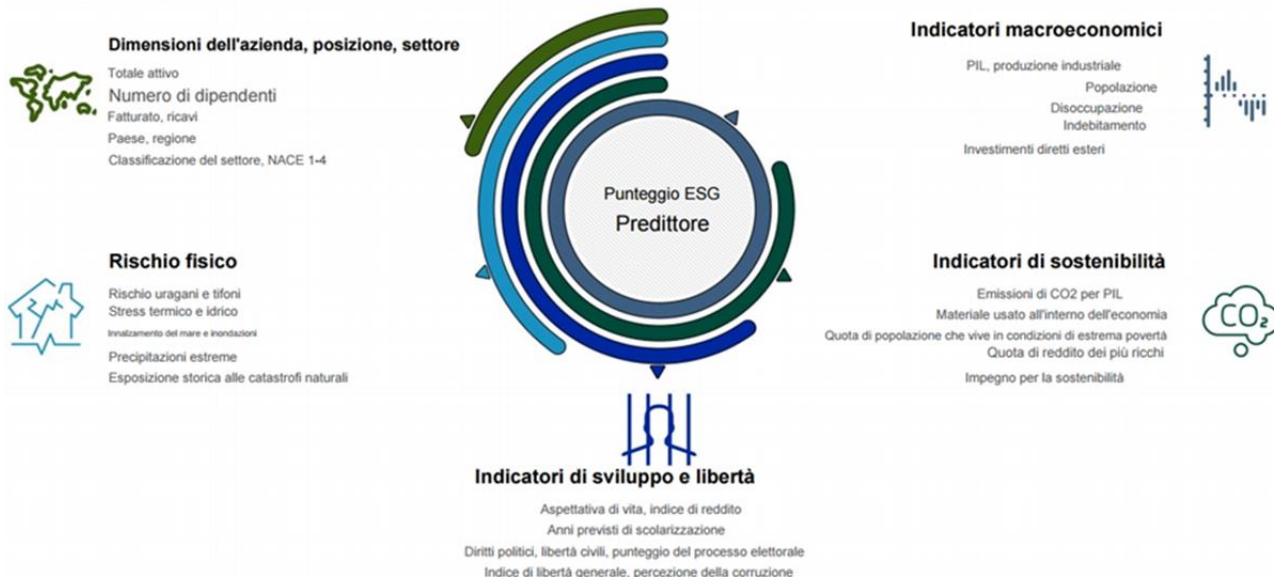 Dimensioni dell'azienda, posizione, settore
Totale attivo
Numero di dipendenti
Fatturato, ricavi
Paese, regione
Classificazione del settore, NACE 1-4
Indicatori macroeconomici
PIL, produzione industriale
Popolazione
Disoccupazione
Indebitamento
Investimenti diretti esteri
Punteggio ESG
Predittore
Rischio fisico
Rischio uragani e tifoni
Stress termico e idrico
Innalzamento del mare e inondazioni
Precipitazioni estreme
Esposizione storica alle catastrofi naturali
Indicatori di sostenibilità
Emissioni di CO2 per PIL
Materiale usato all'interno dell'economia
Quota di popolazione che vive in condizioni di estrema povertà
Quota di reddito dei più ricchi
Impegno per la sostenibilità
CO₂
Indicatori di sviluppo e libertà
Aspettativa di vita, indice di reddito
Anni previsti di scolarizzazione
Diritti politici, libertà civili, punteggio del processo elettorale
Indice di libertà generale, percezione della corruzione